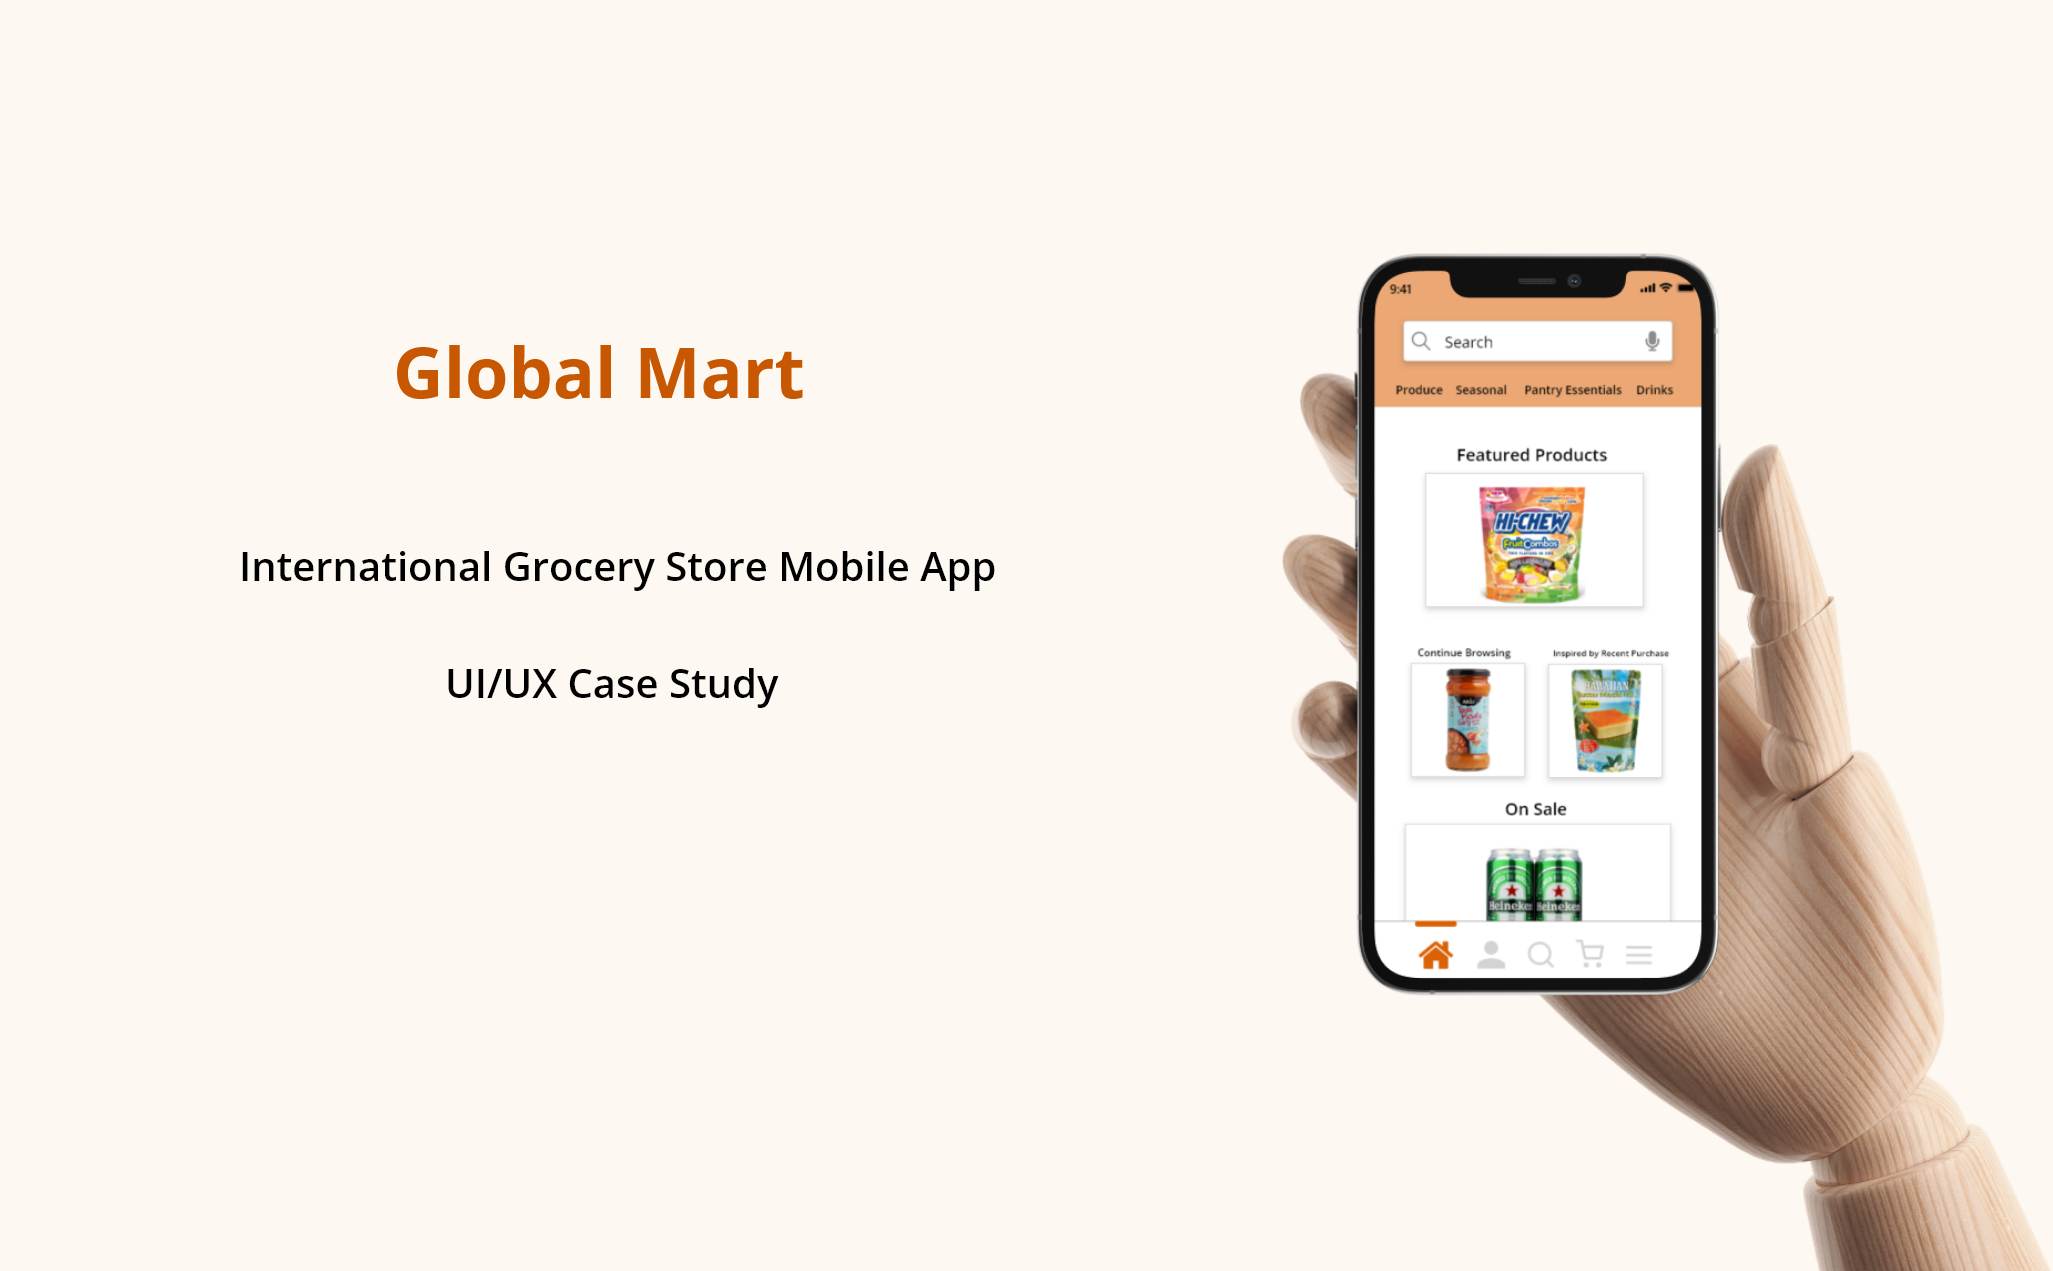 Global Mart
International Grocery Store Mobile App
UI/UX Case Study
9:41
Search
Produce Seasonal Pantry Essentials Drinks
Featured Products
HI-CHEW
Fruit Combos
Continue Browsing Inspired by Recent Purchase
HAWAIIAN
On Sale
Heineken Heineken